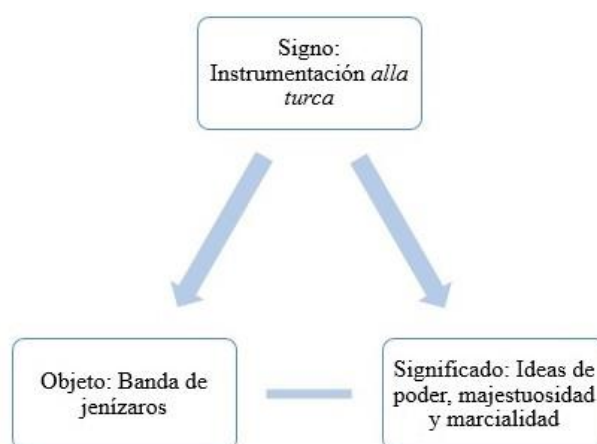 Signo:
Instrumentación alla
turca
Objeto: Banda de
jenízaros
Significado: Ideas de
poder, majestuosidad
y marcialidad